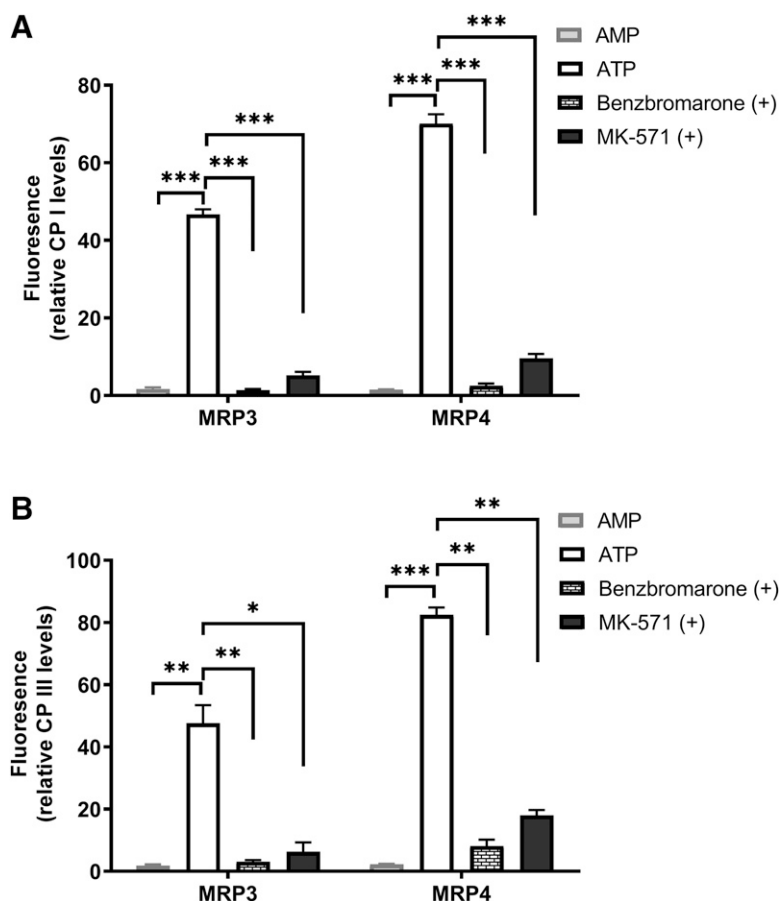 A
AMP
ATP
Benzbromarone (+)
MK-571 (+)
***
***
***
***
***
***
80
60
40
20
0
Fluoresence
(relative CP I levels)
MRP3
MRP4
B
AMP
ATP
Benzbromarone (+)
MK-571 (+)
**
**
***
*
**
**
100
80
60
40
20
0
Fluoresence
(relative CP III levels)
MRP3
MRP4